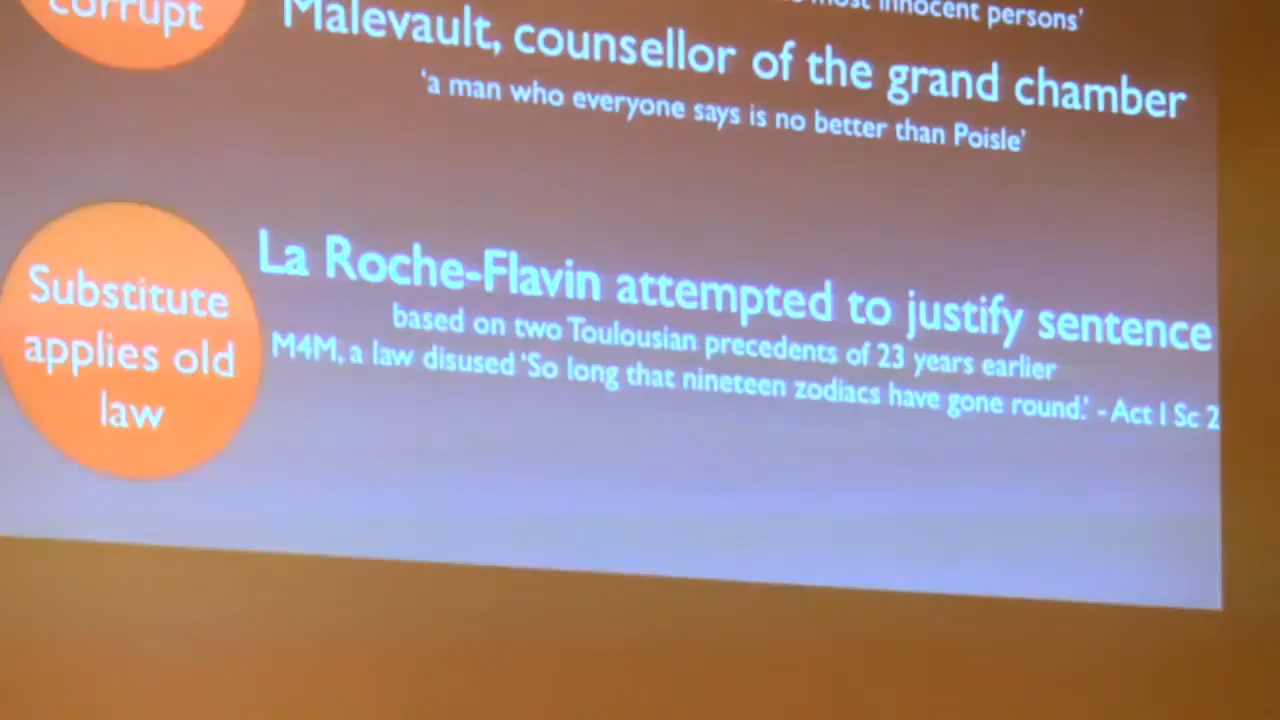 corrupt
most innocent persons’
Malevault, counsellor of the grand chamber
‘a man who everyone says is no better than Poisle’
Substitute
applies old
law
La Roche-Flavin attempted to justify sentence
based on two Toulousian precedents of 23 years earlier
M4M, a law disused ‘So long that nineteen zodiacs have gone round.’ - Act I Sc 2